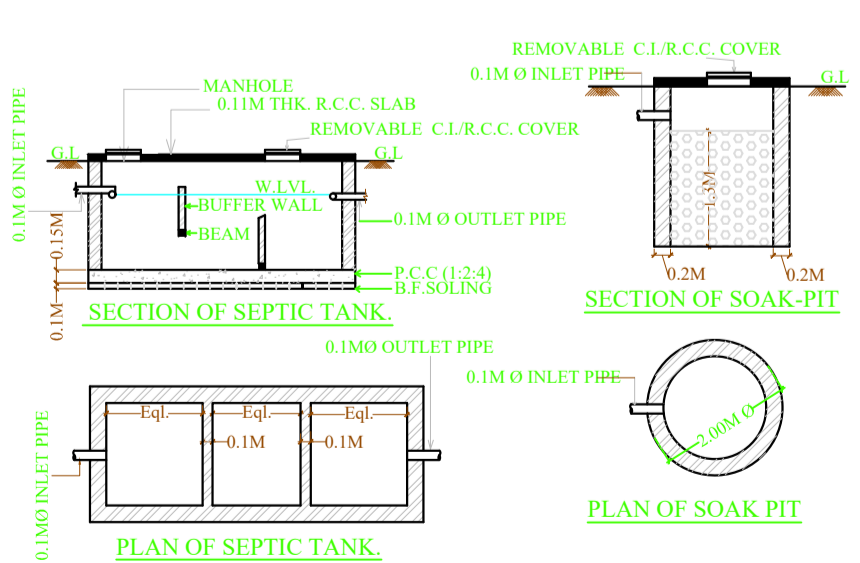 REMOVABLE C.I./R.C.C. COVER
0.1M Ø INLET PIPE
G.L
MANHOLE
0.11M THK. R.C.C. SLAB
REMOVABLE C.I./R.C.C. COVER
0.1M Ø INLET PIPE
G.L
G.L
W.LVL.
BUFFER WALL
BEAM
0.1M Ø OUTLET PIPE
0.15M
0.1M
P.C.C (1:2:4)
B.F.SOLING
SECTION OF SEPTIC TANK.
1.3M
0.2M
0.2M
SECTION OF SOAK-PIT
0.1MØ OUTLET PIPE
Eql.
Eql.
Eql.
0.1M
0.1M
0.1MØ INLET PIPE
PLAN OF SEPTIC TANK.
0.1M Ø INLET PIPE
2.00M Ø
PLAN OF SOAK PIT